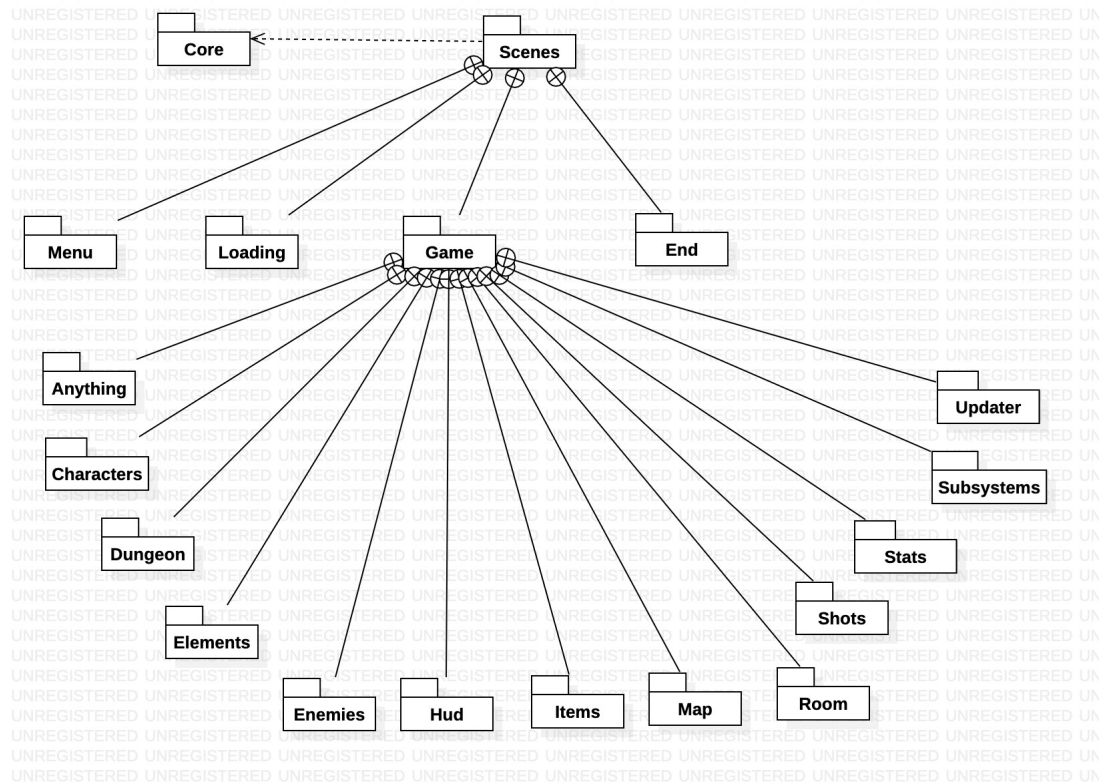 Core
Scenes
Menu
Loading
Game
End
Anything
Updater
Characters
Subsystems
Dungeon
Stats
Shots
Elements
Enemies
Hud
Items
Map
Room
UNREGISTERED